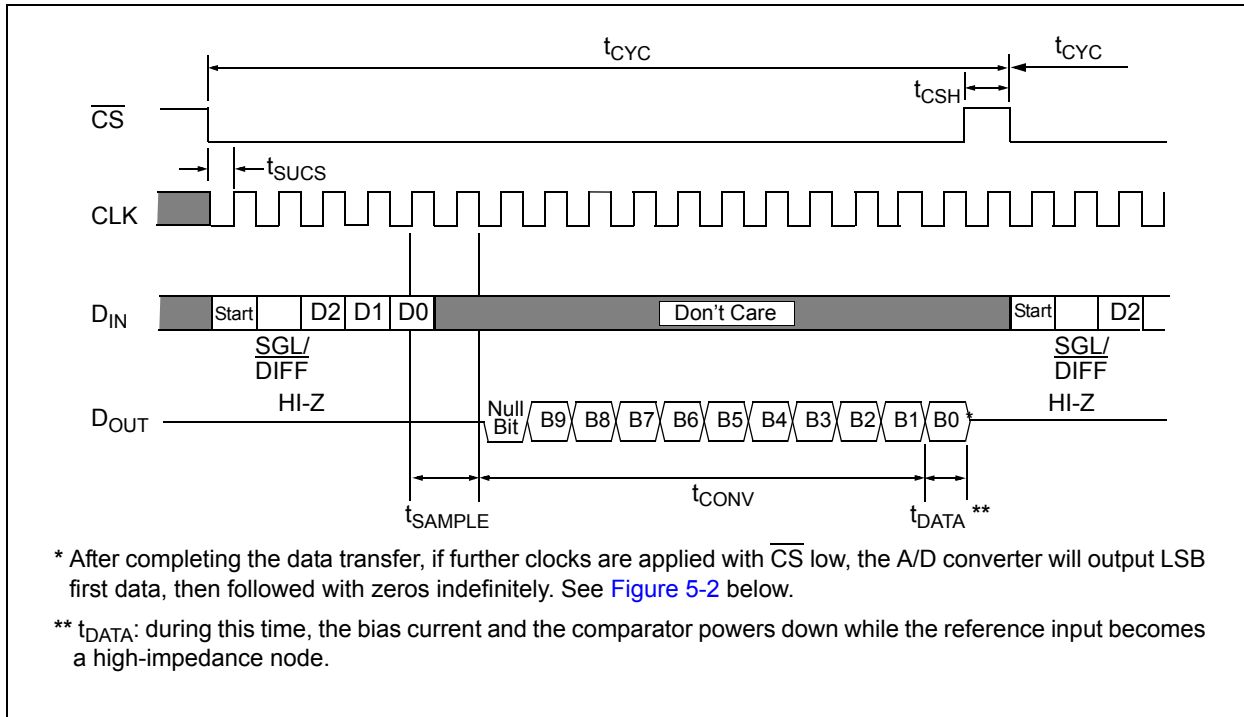 tCYC tCYC
tCSH
CS
tSUCS
CLK
DIN Start D2 D1 D0 Don't Care Start D2
SGL/ SGL/
DIFF DIFF
HI-Z HI-Z
DOUT Null Bit B9 B8 B7 B6 B5 B4 B3 B2 B1 B0 *
tCONV
tSAMPLE tDATA **
* After completing the data transfer, if further clocks are applied with CS low, the A/D converter will output LSB
first data, then followed with zeros indefinitely. See Figure 5-2 below.
** tDATA: during this time, the bias current and the comparator powers down while the reference input becomes
a high-impedance node.